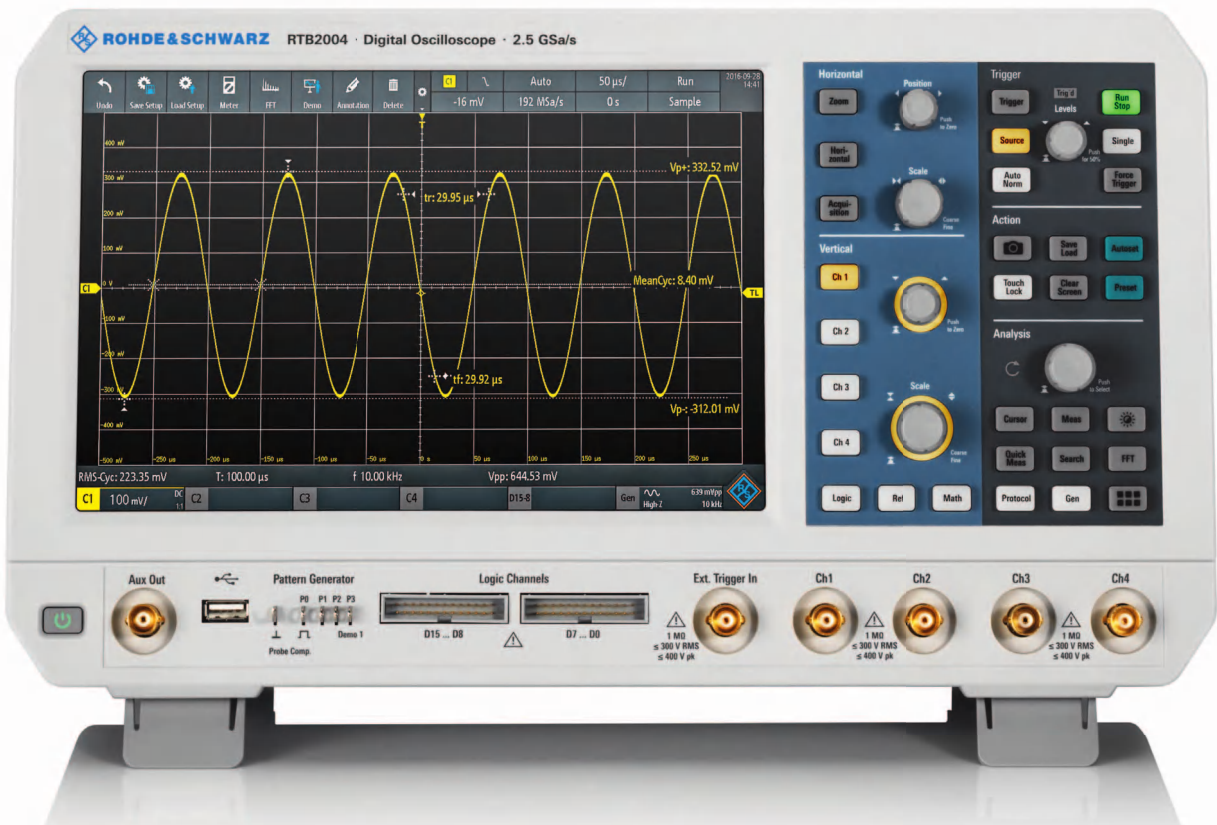 ROHDE&SCHWARZ RTB2004 · Digital Oscilloscope · 2.5 GSa/s
Undo Save Setup Load Setup Meter FFT Demo Annotation Delete
C1 Auto 50 µs/ Run
-16 mV 192 MSa/s 0 s Sample
2016-09-28
14:41
T
400 mV
300 mV
200 mV
100 mV
0 V
-100 mV
-200 mV
-300 mV
-400 mV
-500 mV
Vp+: 332.52 mV
tr: 29.95 µs
MeanCyc: 8.40 mV
C1
TL
tf: 29.92 µs
Vp-: -312.01 mV
-250 µs -200 µs -150 µs -100 µs -50 µs 0 s 50 µs 100 µs 150 µs 200 µs 250 µs
RMS-Cyc: 223.35 mV T: 100.00 µs f: 10.00 kHz Vpp: 644.53 mV
C1 100 mV/ DC 1:1 C2 C3 C4 D15-8 Gen High-Z 639 mVpp 10 kHz
Horizontal
Position
Zoom
Push
to Zero
Hori-
zontal
Scale
Acqui-
sition
Coarse
Fine
Vertical
Ch 1
Push
to Zero
Ch 2
Ch 3
Scale
Ch 4
Coarse
Fine
Logic Ref Math
Trigger
Trigger
Trig'd
Levels
Run
Stop
Source
Single
Push
for 50%
Auto
Norm
Force
Trigger
Action
Save
Load
Autoset
Touch
Lock
Clear
Screen
Preset
Analysis
Push
to Select
Cursor Meas
Quick
Meas
Search FFT
Protocol Gen
Aux Out
Pattern Generator
P0 P1 P2 P3
Demo 1
Probe Comp.
Logic Channels
D15 ... D8
D7 ... D0
Ext. Trigger In
1 MΩ
≤ 300 V RMS
≤ 400 V pk
Ch1
1 MΩ
≤ 300 V RMS
≤ 400 V pk
Ch2
Ch3
1 MΩ
≤ 300 V RMS
≤ 400 V pk
Ch4